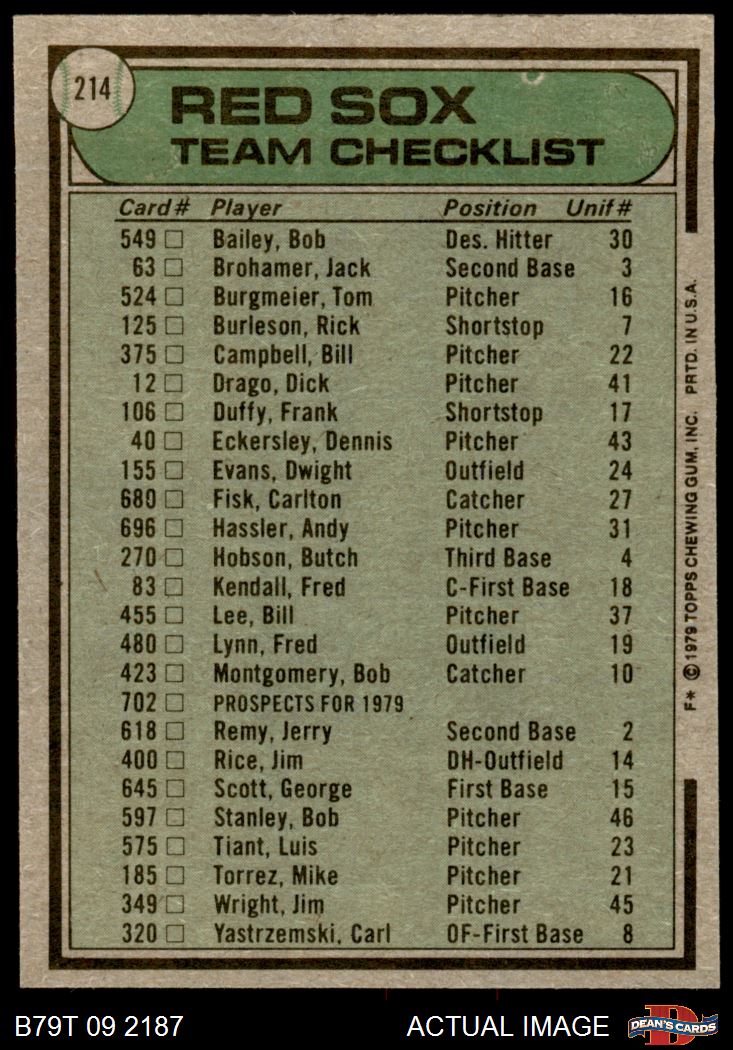 214
RED SOX
TEAM CHECKLIST
Card # Player Position Unif #
549 □ Bailey, Bob Des. Hitter 30
63 □ Brohamer, Jack Second Base 3
524 □ Burgmeier, Tom Pitcher 16
125 □ Burleson, Rick Shortstop 7
375 □ Campbell, Bill Pitcher 22
12 □ Drago, Dick Pitcher 41
106 □ Duffy, Frank Shortstop 17
40 □ Eckersley, Dennis Pitcher 43
155 □ Evans, Dwight Outfield 24
680 □ Fisk, Carlton Catcher 27
696 □ Hassler, Andy Pitcher 31
270 □ Hobson, Butch Third Base 4
83 □ Kendall, Fred C-First Base 18
455 □ Lee, Bill Pitcher 37
480 □ Lynn, Fred Outfield 19
423 □ Montgomery, Bob Catcher 10
702 □ PROSPECTS FOR 1979
618 □ Remy, Jerry Second Base 2
400 □ Rice, Jim DH-Outfield 14
645 □ Scott, George First Base 15
597 □ Stanley, Bob Pitcher 46
575 □ Tiant, Luis Pitcher 23
185 □ Torrez, Mike Pitcher 21
349 □ Wright, Jim Pitcher 45
320 □ Yastrzemski, Carl OF-First Base 8
F* © 1979 TOPPS CHEWING GUM, INC. PRTD. IN U.S.A.
B79T 09 2187 ACTUAL IMAGE D DEAN'S CARDS